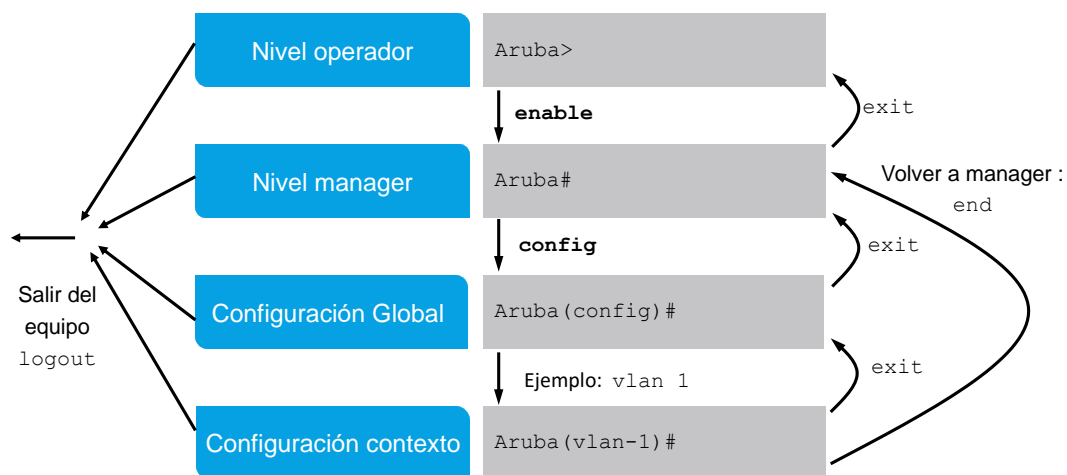 Nivel operador
Aruba>
enable
exit
Nivel manager
Aruba#
Volver a manager :
end
config
exit
Salir del
equipo
logout
Configuración Global
Aruba(config)#
Ejemplo: vlan 1
exit
Configuración contexto
Aruba(vlan-1)#